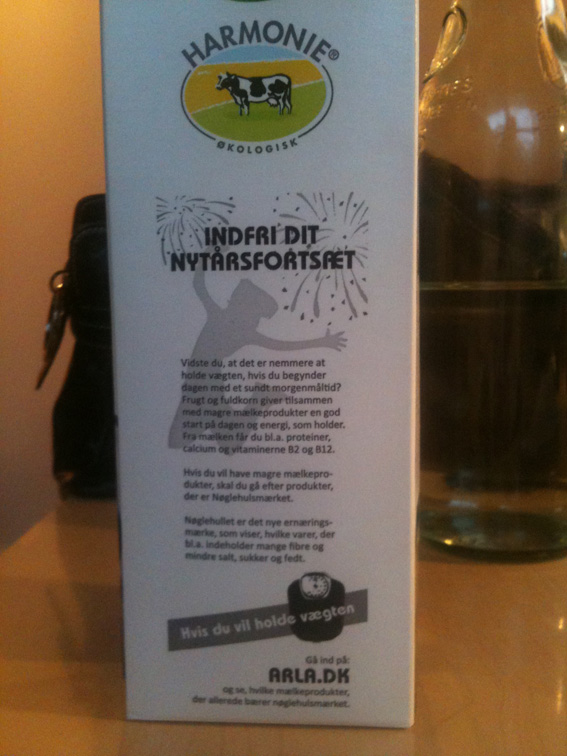 HARMONIE®
ØKOLOGISK
INDFRI DIT
NYTÅRSFORTSÆT
Vidste du, at det er nemmere at
holde vægten, hvis du begynder
dagen med et sundt morgenmåltid?
Frugt og fuldkorn giver tilsammen
med magre mælkeprodukter en god
start på dagen og energi, som holder.
Fra mælken får du bl.a. proteiner,
calcium og vitaminerne B2 og B12.
Hvis du vil have magre mælkepro-
dukter, skal du gå efter produkter,
der er Nøglehulsmærket.
Nøglehullet er det nye ernærings-
mærke, som viser, hvilke varer, der
bl.a. indeholder mange fibre og
mindre salt, sukker og fedt.
Hvis du vil holde vægten
Gå ind på:
ARLA.DK
og se, hvilke mælkeprodukter,
der allerede bærer nøglehulsmærket.